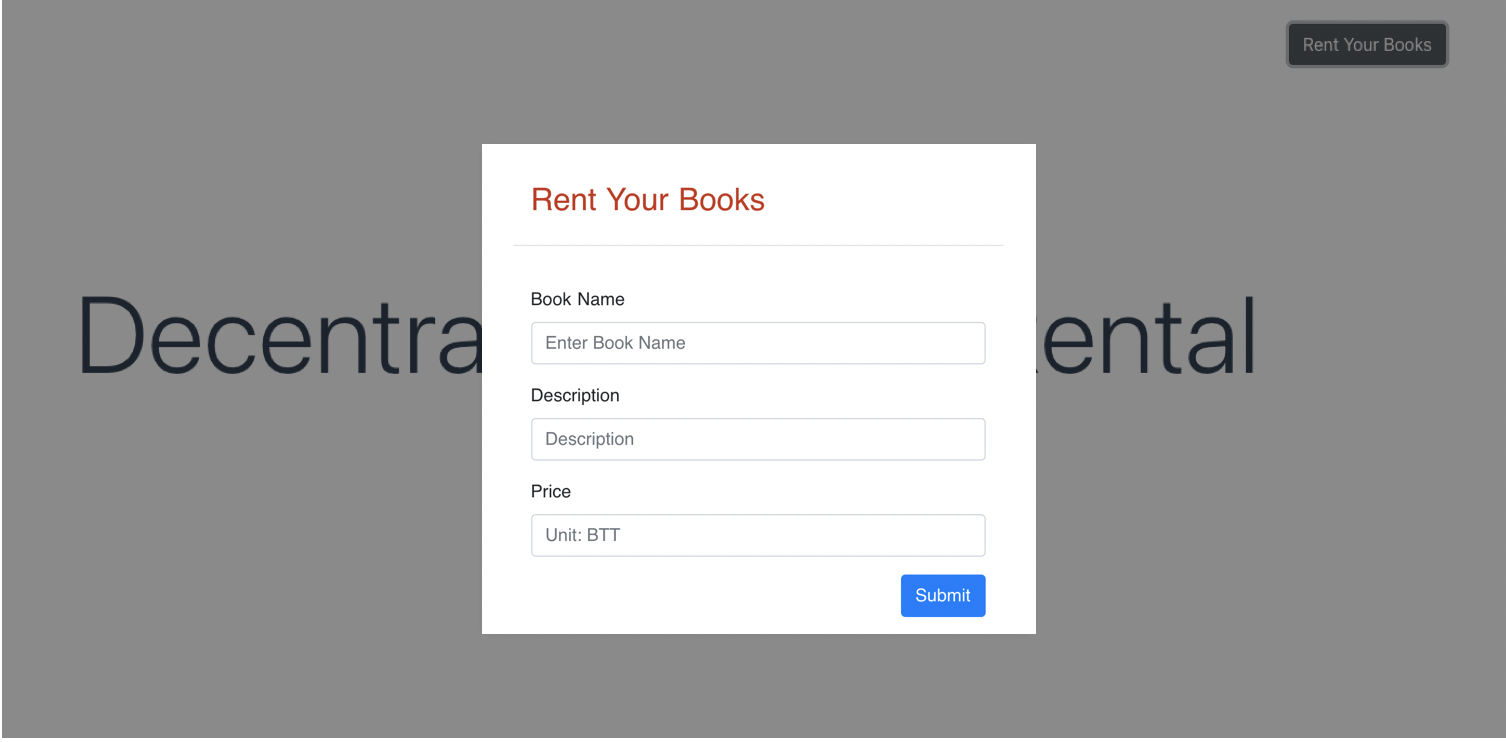 Rent Your Books
Rent Your Books
Book Name
Enter Book Name
Decentra
ental
Description
Description
Price
Unit: BTT
Submit